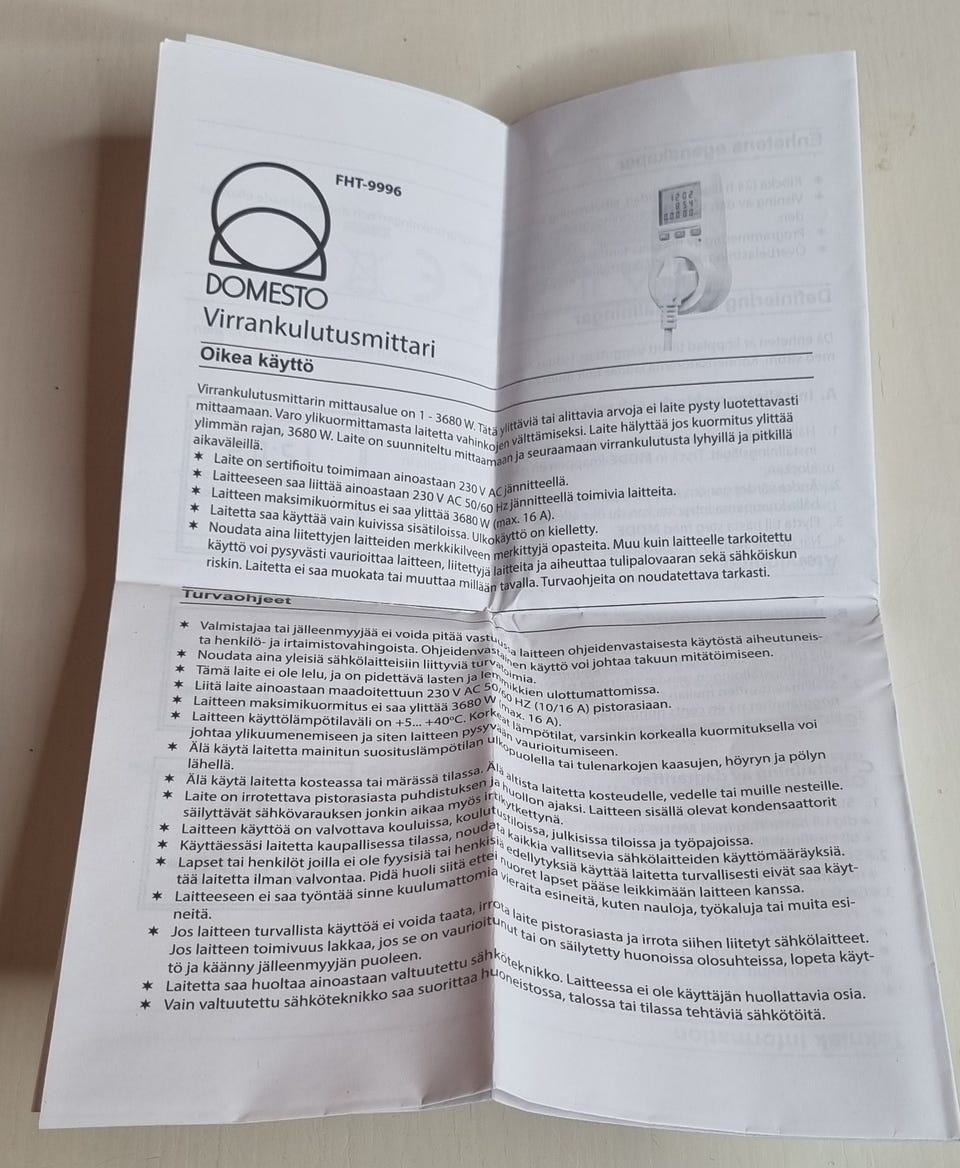 FHT-9996
DOMESTO
Virrankulutusmittari
Oikea käyttö
Virrankulutusmittarin mittausalue on 1 - 3680 W. Tätä ylittäviä tai alittavia arvoja ei laite pysty luotettavasti
mittaamaan. Varo ylikuormittamasta laitetta vahinkojen välttämiseksi. Laite hälyttää jos kuormitus ylittää
ylimmän rajan, 3680 W. Laite on suunniteltu mittaamaan ja seuraamaan virrankulutusta lyhyillä ja pitkillä
aikaväleillä.
✶ Laite on sertifioitu toimimaan ainoastaan 230 V AC jännitteellä.
✶ Laitteeseen saa liittää ainoastaan 230 V AC 50/60 Hz jännitteellä toimivia laitteita.
✶ Laitteen maksimikuormitus ei saa ylittää 3680 W (max. 16 A).
✶ Laitetta saa käyttää vain kuivissa sisätiloissa. Ulkokäyttö on kielletty.
✶ Noudata aina liitettyjen laitteiden merkkikilveen merkittyjä opasteita. Muu kuin laitteelle tarkoitettu
käyttö voi pysyvästi vaurioittaa laitteen, liitettyjä laitteita ja aiheuttaa tulipalovaaran sekä sähköiskun
riskin. Laitetta ei saa muokata tai muuttaa millään tavalla. Turvaohjeita on noudatettava tarkasti.
Turvaohjeet
✶ Valmistajaa tai jälleenmyyjää ei voida pitää vastuussa laitteen ohjeidenvastaisesta käytöstä aiheutuneis-
ta henkilö- ja irtaimistovahingoista. Ohjeidenvastainen käyttö voi johtaa takuun mitätöimiseen.
✶ Noudata aina yleisiä sähkölaitteisiin liittyviä turvatoimia.
✶ Tämä laite ei ole lelu, ja on pidettävä lasten ja lemmikkien ulottumattomissa.
✶ Liitä laite ainoastaan maadoitettuun 230 V AC 50/60 HZ (10/16 A) pistorasiaan.
✶ Laitteen maksimikuormitus ei saa ylittää 3680 W (max. 16 A).
✶ Laitteen käyttölämpötilaväli on +5... +40°C. Korkeat lämpötilat, varsinkin korkealla kuormituksella voi
johtaa ylikuumenemiseen ja siten laitteen pysyvään vaurioitumiseen.
✶ Älä käytä laitetta mainitun suosituslämpötilan ulkopuolella tai tulenarkojen kaasujen, höyryn ja pölyn
lähellä.
✶ Älä käytä laitetta kosteassa tai märässä tilassa. Älä altista laitetta kosteudelle, vedelle tai muille nesteille.
✶ Laite on irrotettava pistorasiasta puhdistuksen ja huollon ajaksi. Laitteen sisällä olevat kondensaattorit
säilyttävät sähkövarauksen jonkin aikaa myös irtikytkettynä.
✶ Laitteen käyttöä on valvottava kouluissa, koulutustiloissa, julkisissa tiloissa ja työpajoissa.
✶ Käyttäessäsi laitetta kaupallisessa tilassa, noudata kaikkia vallitsevia sähkölaitteiden käyttömääräyksiä.
✶ Lapset tai henkilöt joilla ei ole fyysisiä tai henkisiä edellytyksiä käyttää laitetta turvallisesti eivät saa käyt-
tää laitetta ilman valvontaa. Pidä huoli siitä ettei nuoret lapset pääse leikkimään laitteen kanssa.
✶ Laitteeseen ei saa työntää sinne kuulumattomia vieraita esineitä, kuten nauloja, työkaluja tai muita esi-
neitä.
✶ Jos laitteen turvallista käyttöä ei voida taata, irrota laite pistorasiasta ja irrota siihen liitetyt sähkölaitteet.
Jos laitteen toimivuus lakkaa, jos se on vaurioitunut tai on säilytetty huonoissa olosuhteissa, lopeta käyt-
tö ja käänny jälleenmyyjän puoleen.
✶ Laitetta saa huoltaa ainoastaan valtuutettu sähköteknikko. Laitteessa ei ole käyttäjän huollattavia osia.
✶ Vain valtuutettu sähköteknikko saa suorittaa huoneistossa, talossa tai tilassa tehtäviä sähkötöitä.